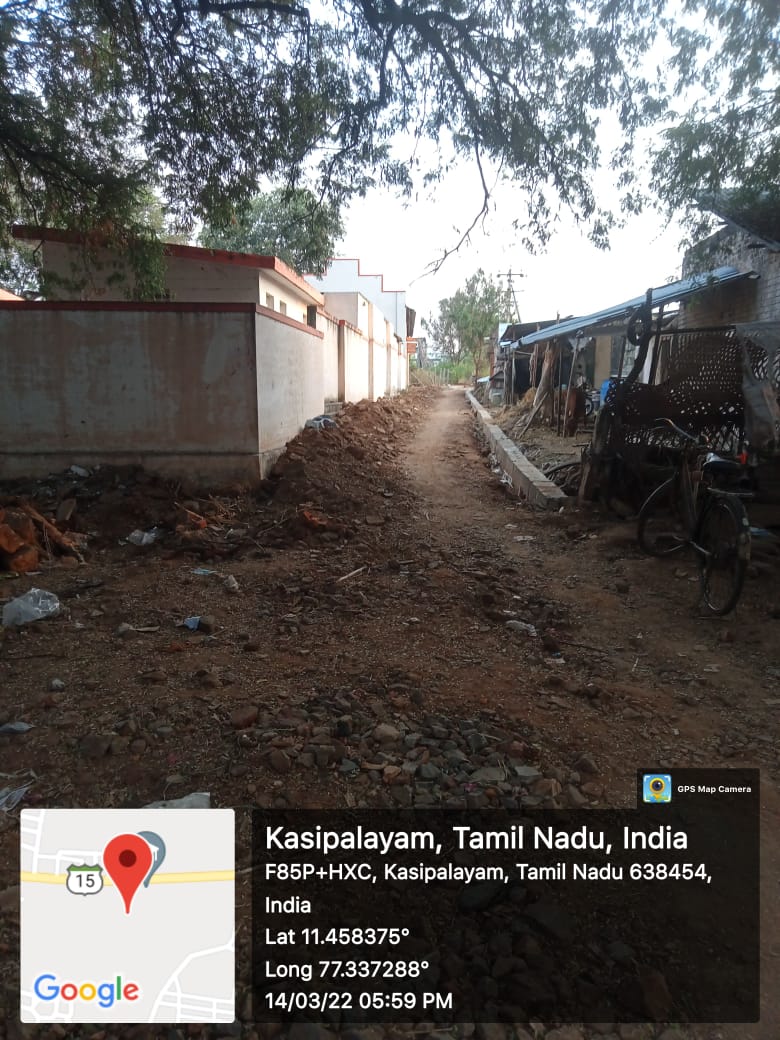 GPS Map Camera
15
Google
Kasipalayam, Tamil Nadu, India
F85P+HXC, Kasipalayam, Tamil Nadu 638454,
India
Lat 11.458375°
Long 77.337288°
14/03/22 05:59 PM